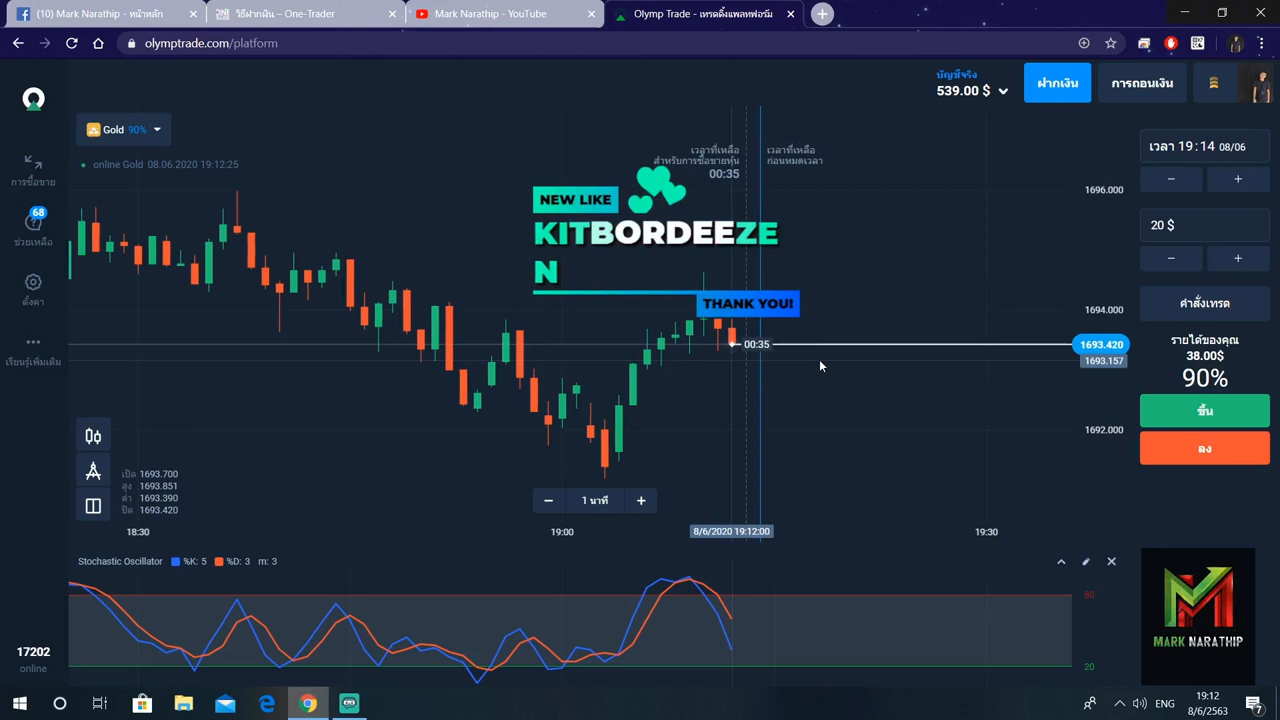 (10) Mark Narathip - หน้าหลัก
วิธีฝากเงิน – One-Trader
Mark Narathip - YouTube
Olymp Trade - เทรดดิ้งแพลทฟอร์ม
olymptrade.com/platform
บัญชีจริง
539.00 $
ฝากเงิน
การถอนเงิน
Gold 90%
online Gold 08.06.2020 19:12:25
การซื้อขาย
68
ช่วยเหลือ
ตั้งค่า
เรียนรู้เพิ่มเติม
เวลาที่เหลือ
สำหรับการซื้อขายหุ้น
00:35
เวลาที่เหลือ
ก่อนหมดเวลา
NEW LIKE
KITBORDEEZE
N
THANK YOU!
00:35
1696.000
1694.000
1693.420
1693.157
1692.000
เวลา 19:14 08/06
− +
20 $
− +
คำสั่งเทรด
รายได้ของคุณ
38.00$
90%
ขึ้น
ลง
เปิด 1693.700
สูง 1693.851
ต่ำ 1693.390
ปิด 1693.420
− 1 นาที +
18:30
19:00
8/6/2020 19:12:00
19:30
Stochastic Oscillator %K: 5 %D: 3 m: 3
80
20
17202
online
MARK NARATHIP
ENG
19:12
8/6/2563
7